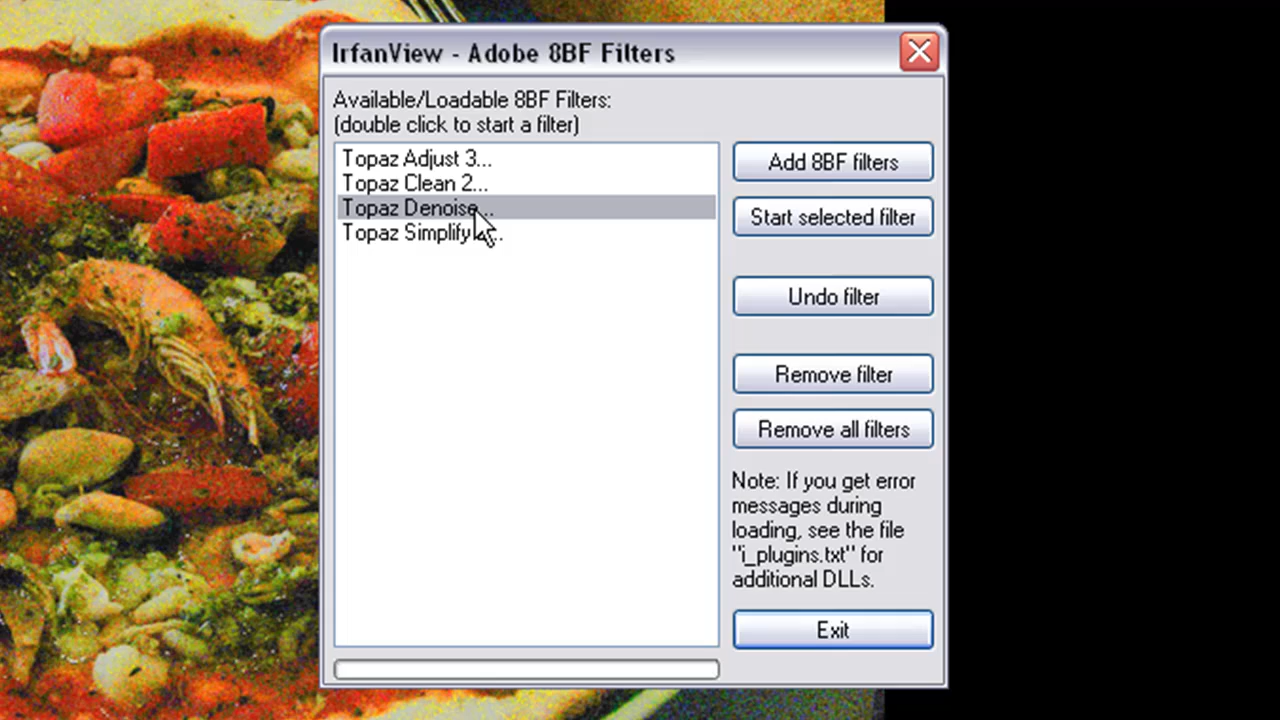 IrfanView - Adobe 8BF Filters
Available/Loadable 8BF Filters:
(double click to start a filter)
Topaz Adjust 3...
Topaz Clean 2...
Topaz Denoise...
Topaz Simplify
Add 8BF filters
Start selected filter
Undo filter
Remove filter
Remove all filters
Note: If you get error
messages during
loading, see the file
"i_plugins.txt" for
additional DLLs.
Exit